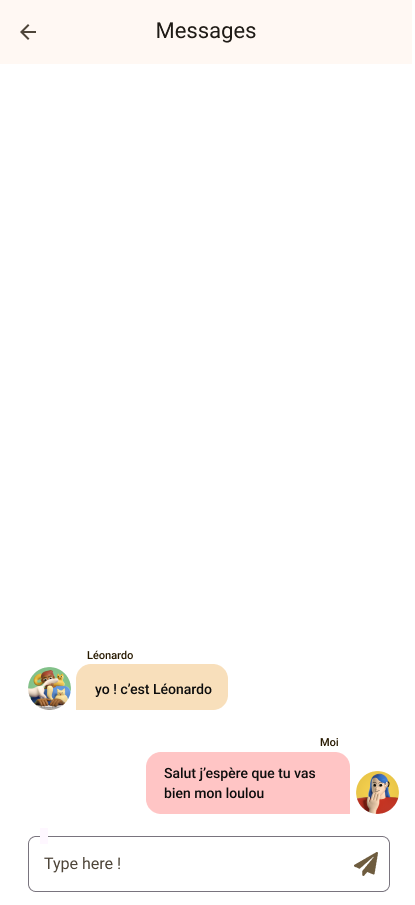 Messages
Léonardo
yo ! c’est Léonardo
Moi
Salut j’espère que tu vas
bien mon loulou
Type here !